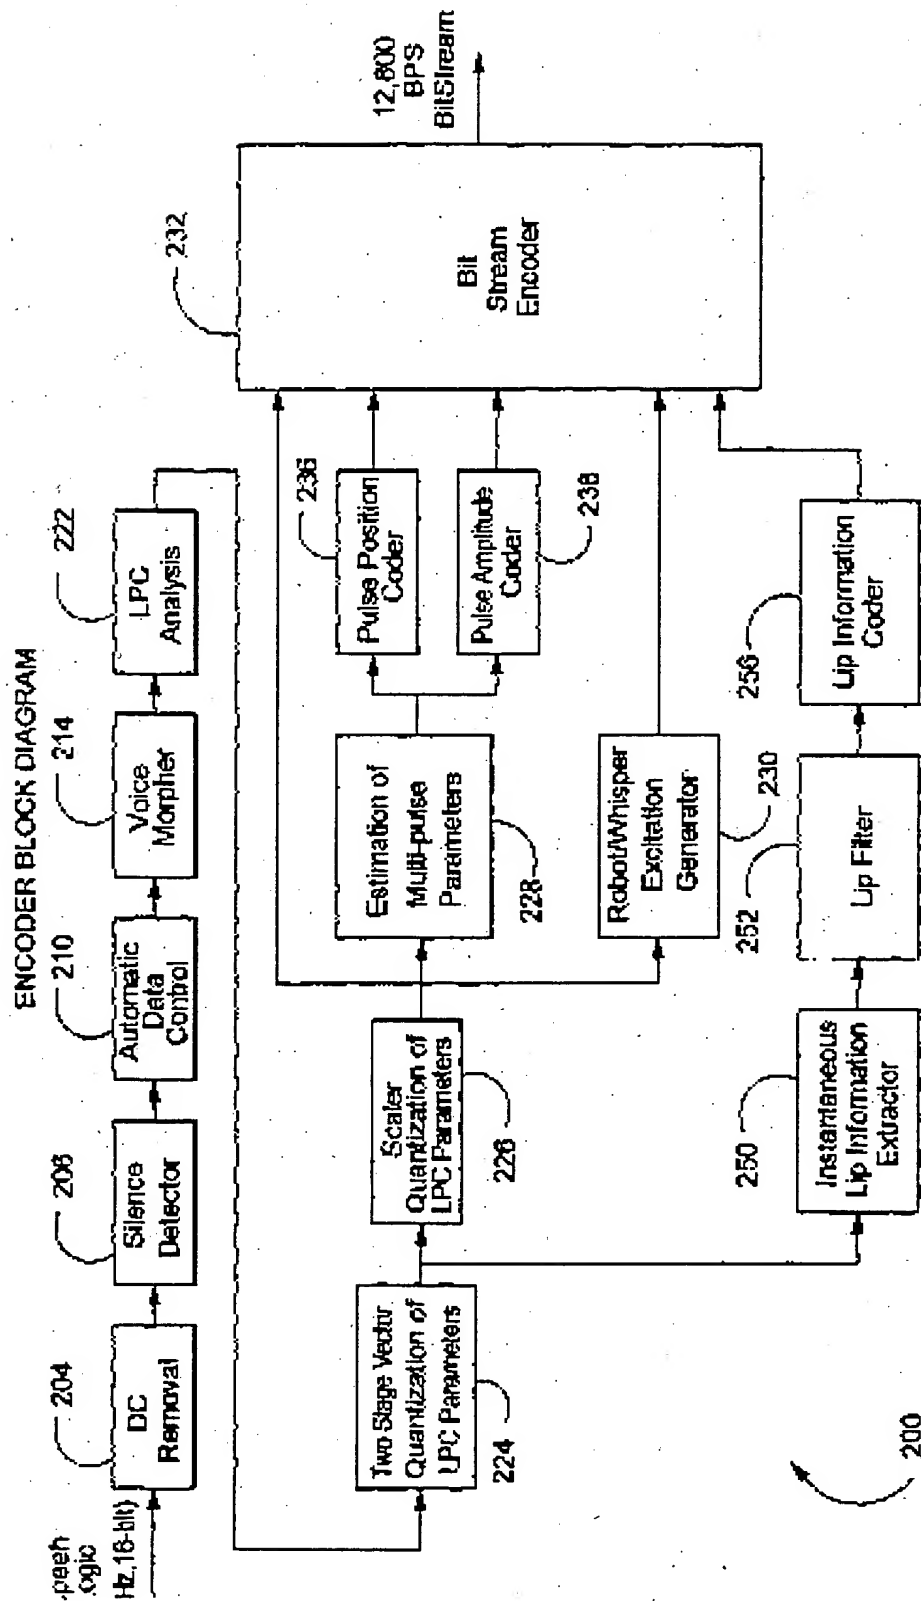 ENCODER BLOCK DIAGRAM
204
DC
Removal
206
Silence
Detector
210
Automatic
Data
Control
214
Voice
Morpher
222
LPC
Analysis
Hz,16-bit)
Two Stage Vector
Quantization of
LPC Parameters
224
Scaler
Quantization of
LPC Parameters
226
Estimation of
Multi-pulse
Parameters
228
Pulse Position
Coder
236
Pulse Amplitude
Coder
238
Robot/Whisper
Excitation
Generator
230
Instantaneous
Lip Information
Extractor
250
Lip Filter
252
Lip Information
Coder
256
Bit
Stream
Encoder
232
12,800
BPS
BitStream
200